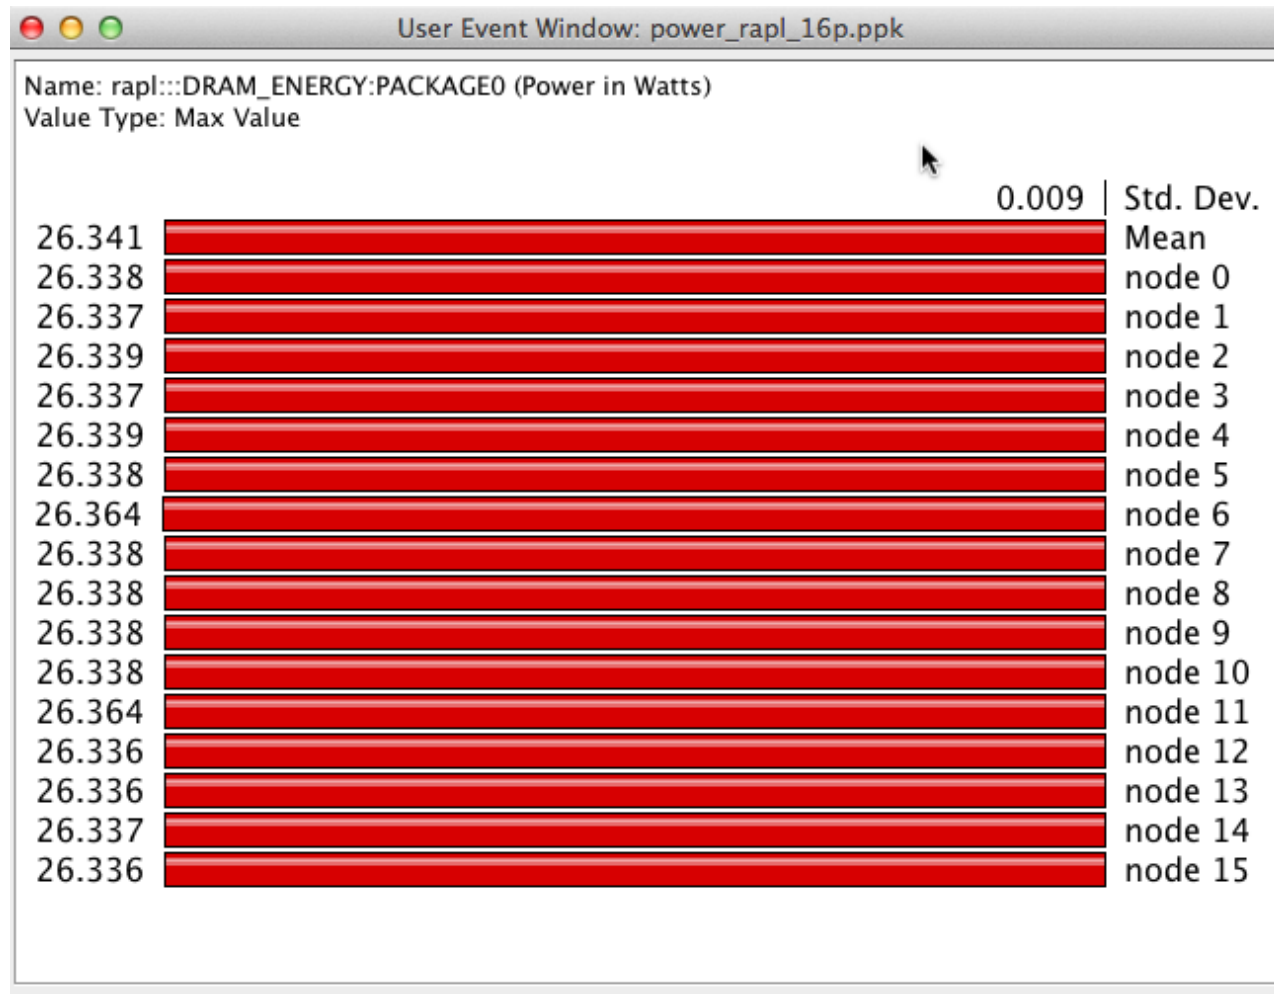 User Event Window: power_rapl_16p.ppk
Name: rapl:::DRAM_ENERGY:PACKAGE0 (Power in Watts)
Value Type: Max Value
0.009 Std. Dev.
26.341 Mean
26.338 node 0
26.337 node 1
26.339 node 2
26.337 node 3
26.339 node 4
26.338 node 5
26.364 node 6
26.338 node 7
26.338 node 8
26.338 node 9
26.338 node 10
26.364 node 11
26.336 node 12
26.336 node 13
26.337 node 14
26.336 node 15